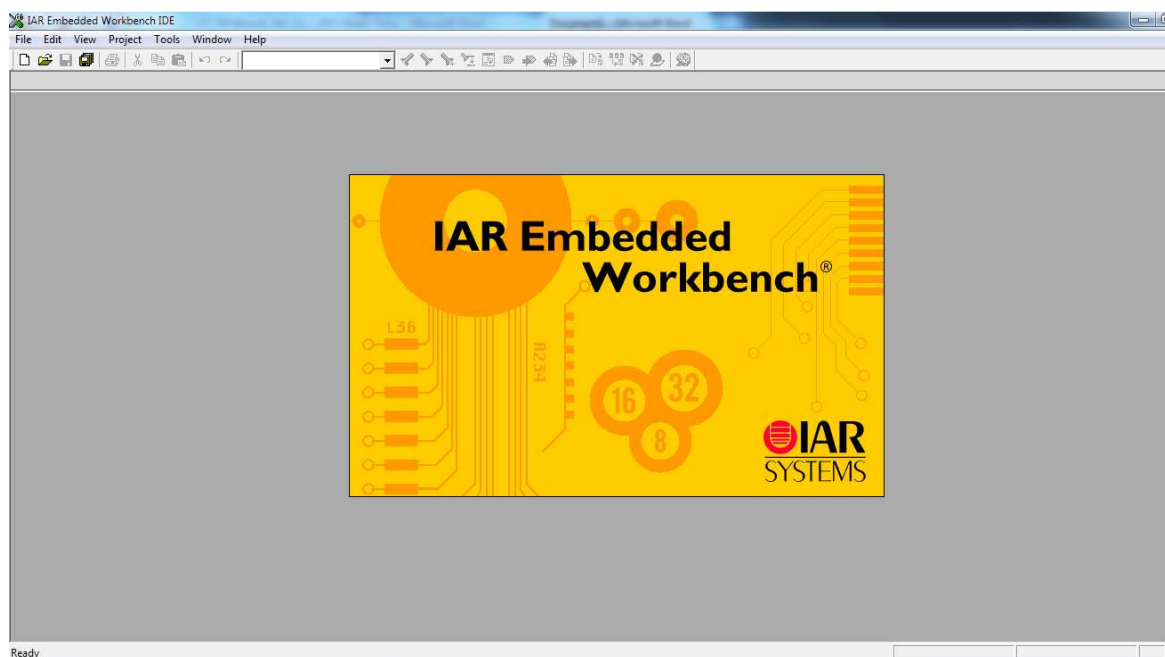 IAR Embedded Workbench IDE
File Edit View Project Tools Window Help
IAR Embedded
Workbench®
L36
A234
16
32
8
IAR
SYSTEMS
Ready